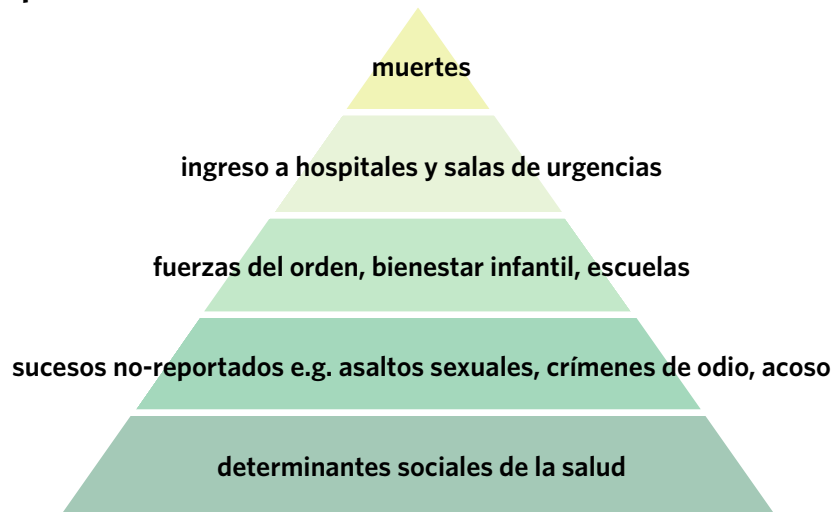 muertes
ingreso a hospitales y salas de urgencias
fuerzas del orden, bienestar infantil, escuelas
sucesos no-reportados e.g. asaltos sexuales, crímenes de odio, acoso
determinantes sociales de la salud